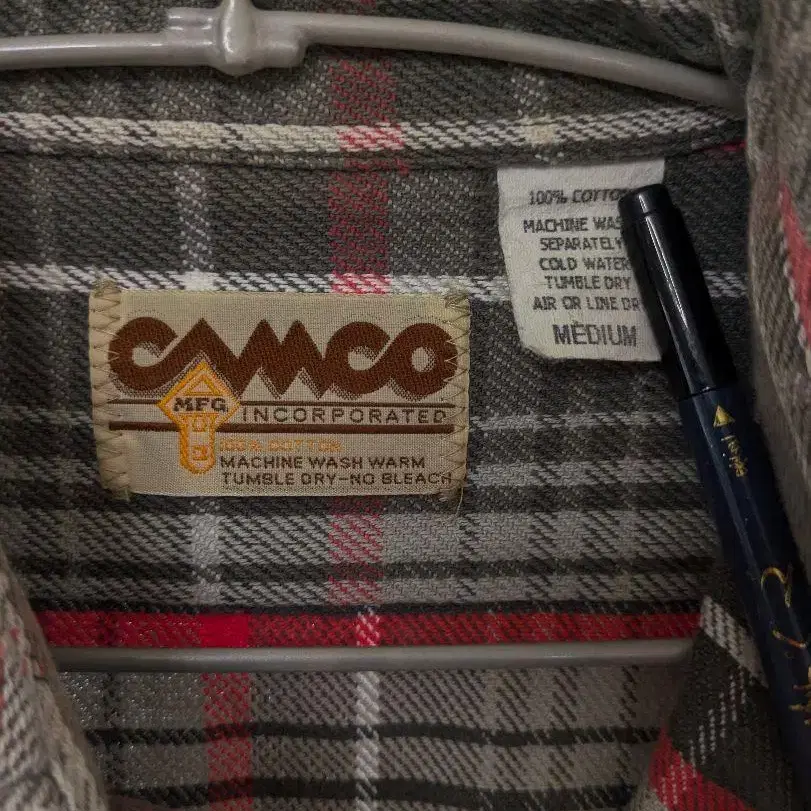 CAMCO
MFG
INCORPORATED
100% COTTON
MACHINE WASH WARM
TUMBLE DRY-NO BLEACH
100% COTTON
MACHINE WAS
SEPARATELY
COLD WATER
TUMBLE DRY
AIR OR LINE DR
MEDIUM